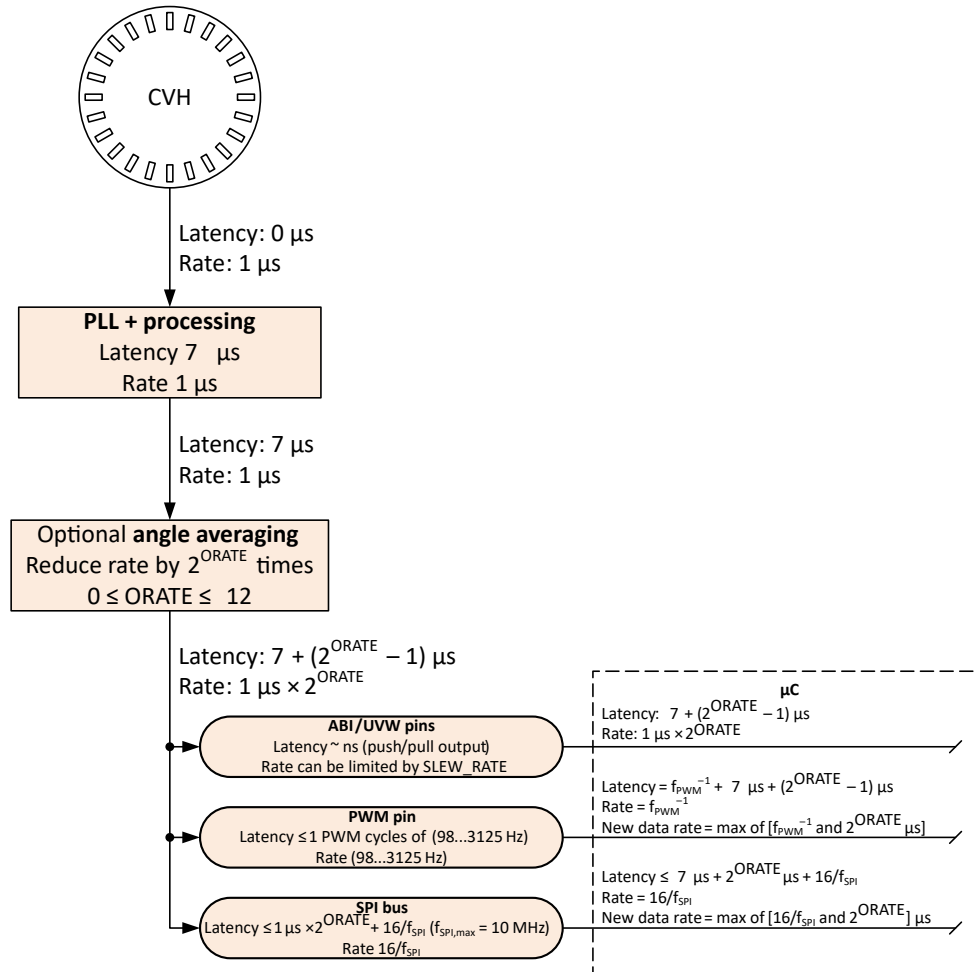 CVH
Latency: 0 µs
Rate: 1 µs
PLL + processing
Latency 7 µs
Rate 1 µs
Latency: 7 µs
Rate: 1 µs
Optional angle averaging
Reduce rate by 2^ORATE times
0 ≤ ORATE ≤ 12
Latency: 7 + (2^ORATE – 1) µs
Rate: 1 µs × 2^ORATE
ABI/UVW pins
Latency ~ ns (push/pull output)
Rate can be limited by SLEW_RATE
PWM pin
Latency ≤ 1 PWM cycles of (98...3125 Hz)
Rate (98...3125 Hz)
SPI bus
Latency ≤ 1 µs × 2^ORATE + 16/f_SPI (f_SPI,max = 10 MHz)
Rate 16/f_SPI
µC
Latency: 7 + (2^ORATE – 1) µs
Rate: 1 µs × 2^ORATE
Latency = f_PWM^-1 + 7 µs + (2^ORATE – 1) µs
Rate = f_PWM^-1
New data rate = max of [f_PWM^-1 and 2^ORATE µs]
Latency ≤ 7 µs + 2^ORATE µs + 16/f_SPI
Rate = 16/f_SPI
New data rate = max of [16/f_SPI and 2^ORATE] µs